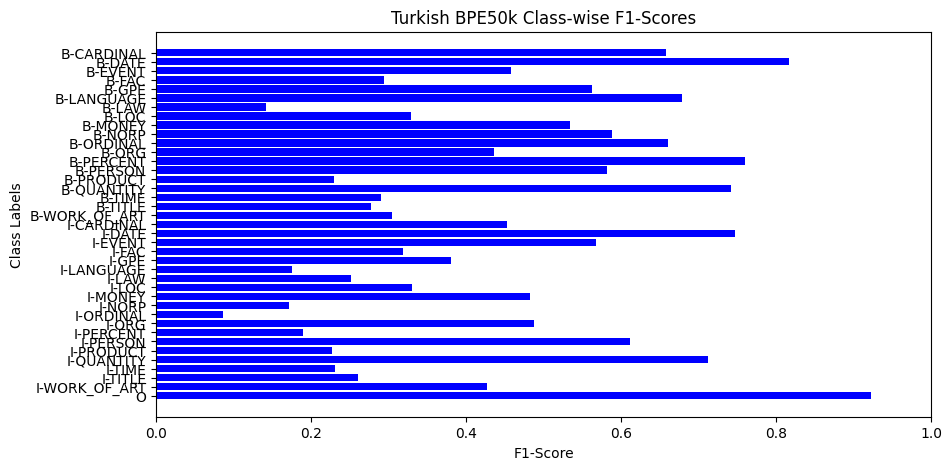 Turkish BPE50k Class-wise F1-Scores
B-CARDINAL
B-DATE
B-EVENT
B-FAC
B-GPE
B-LANGUAGE
B-LAW
B-LOC
B-MONEY
B-NORP
B-ORDINAL
B-ORG
B-PERCENT
B-PERSON
B-PRODUCT
B-QUANTITY
B-TIME
B-TITLE
B-WORK_OF_ART
I-CARDINAL
I-DATE
I-EVENT
I-FAC
I-GPE
I-LANGUAGE
I-LAW
I-LOC
I-MONEY
I-NORP
I-ORDINAL
I-ORG
I-PERCENT
I-PERSON
I-PRODUCT
I-QUANTITY
I-TIME
I-TITLE
I-WORK_OF_ART
O
Class Labels
0.0 0.2 0.4 0.6 0.8 1.0
F1-Score